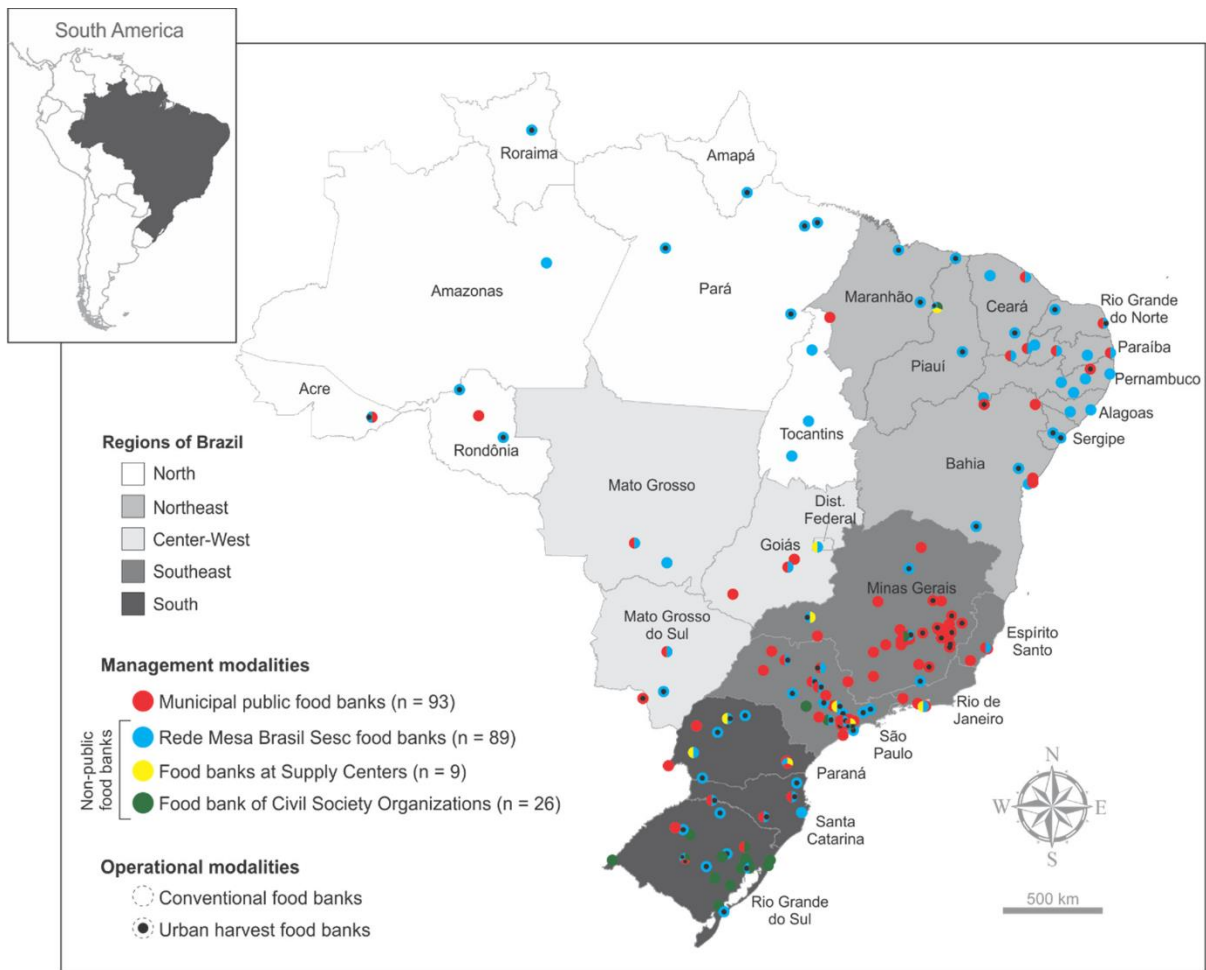 South America
Roraima
Amapá
Amazonas
Pará
Maranhão
Ceará
Rio Grande
do Norte
Paraíba
Piauí
Pernambuco
Acre
Alagoas
Rondônia
Tocantins
Sergipe
Bahia
Regions of Brazil
North
Northeast
Center-West
Southeast
South
Mato Grosso
Dist.
Federal
Goiás
Minas Gerais
Mato Grosso
do Sul
Espírito
Santo
Management modalities
Municipal public food banks (n = 93)
Non-public
food banks
Rede Mesa Brasil Sesc food banks (n = 89)
Food banks at Supply Centers (n = 9)
Food bank of Civil Society Organizations (n = 26)
Rio de
Janeiro
São
Paulo
Paraná
Santa
Catarina
Rio Grande
do Sul
Operational modalities
Conventional food banks
Urban harvest food banks
N
W
E
S
500 km